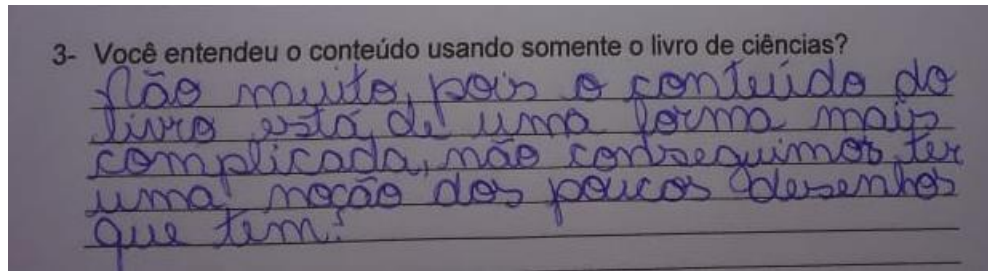 3- Você entendeu o conteúdo usando somente o livro de ciências?
Não muito, pois o conteúdo do
livro está de uma forma mais
complicada, não conseguimos ter
uma noção dos poucos desenhos
que tem.